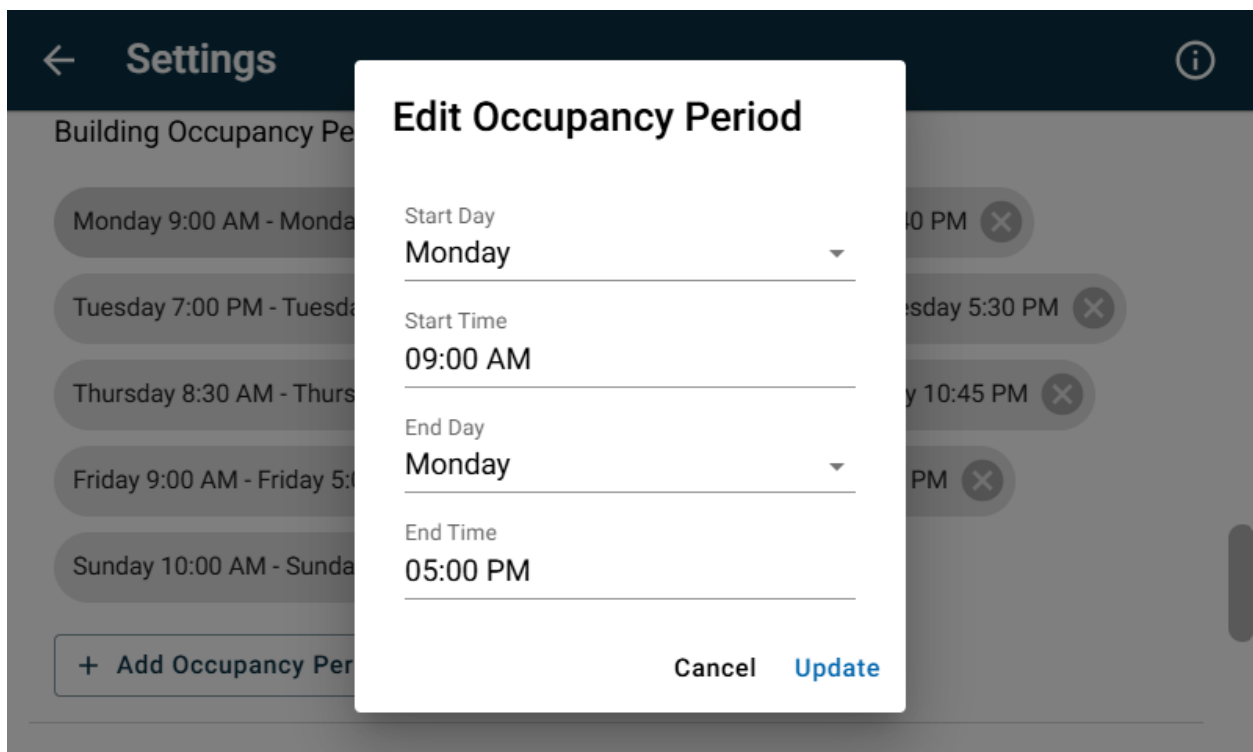 Settings
Edit Occupancy Period
Building Occupancy Pe
Start Day
Monday
Start Time
09:00 AM
End Day
Monday
End Time
05:00 PM
Cancel Update
Monday 9:00 AM - Monda
0 PM
Tuesday 7:00 PM - Tuesda
sday 5:30 PM
Thursday 8:30 AM - Thurs
y 10:45 PM
Friday 9:00 AM - Friday 5:
PM
Sunday 10:00 AM - Sunda
+ Add Occupancy Per